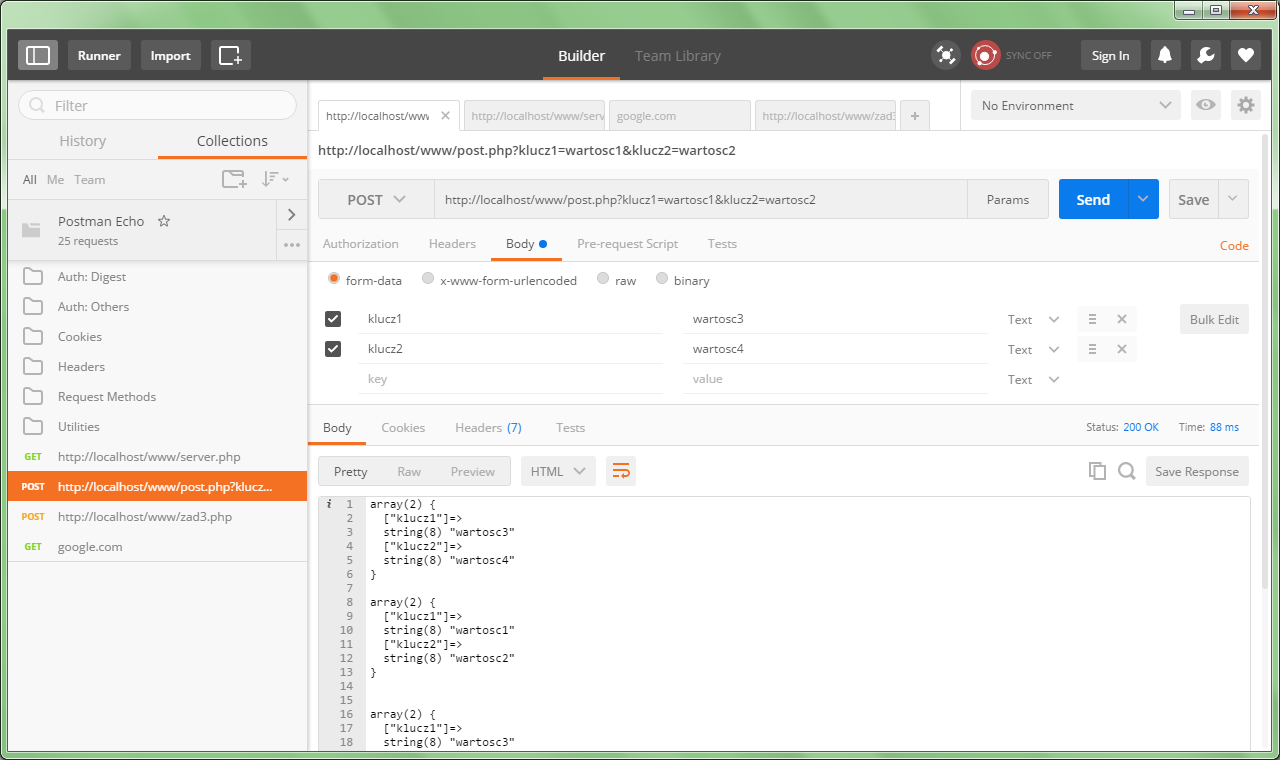 Runner Import Builder Team Library SYNC OFF Sign In
Filter
History Collections
All Me Team
Postman Echo
25 requests
Auth: Digest
Auth: Others
Cookies
Headers
Request Methods
Utilities
GET http://localhost/www/server.php
POST http://localhost/www/post.php?klucz...
POST http://localhost/www/zad3.php
GET google.com
http://localhost/www http://localhost/www/serv google.com http://localhost/www/zad3 + No Environment
http://localhost/www/post.php?klucz1=wartosc1&klucz2=wartosc2
POST http://localhost/www/post.php?klucz1=wartosc1&klucz2=wartosc2 Params Send Save
Authorization Headers Body Pre-request Script Tests Code
form-data x-www-form-urlencoded raw binary
klucz1 wartosc3 Text Bulk Edit
klucz2 wartosc4 Text
key value Text
Body Cookies Headers (7) Tests Status: 200 OK Time: 88 ms
Pretty Raw Preview HTML Save Response
i 1 array(2) {
2 ["klucz1"]=>
3 string(8) "wartosc3"
4 ["klucz2"]=>
5 string(8) "wartosc4"
6 }
7
8 array(2) {
9 ["klucz1"]=>
10 string(8) "wartosc1"
11 ["klucz2"]=>
12 string(8) "wartosc2"
13 }
14
15
16 array(2) {
17 ["klucz1"]=>
18 string(8) "wartosc3"